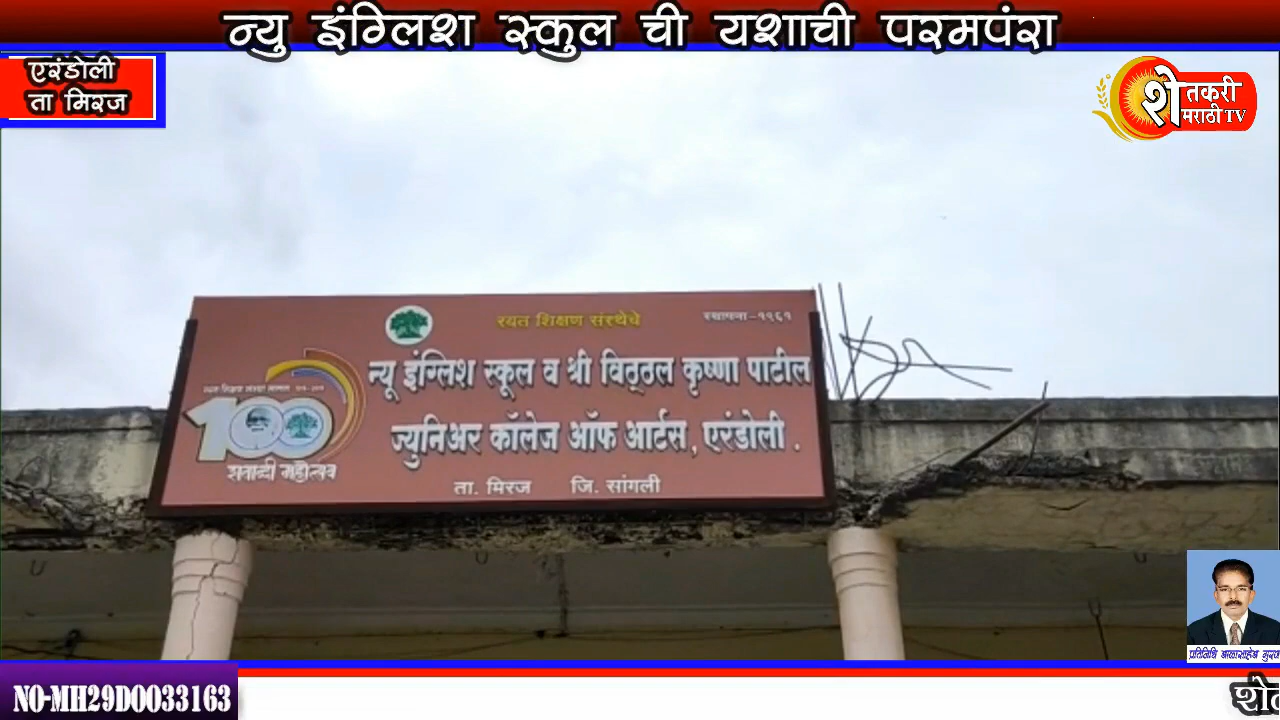 न्यु इंग्लिश स्कुल ची यशाची परमपंरा
एरंडोली
ता मिरज
शेतकरी
मराठी TV
रयत शिक्षण संस्थेचे
स्थापना-१९६१
न्यू इंग्लिश स्कूल व श्री विठ्ठल कृष्णा पाटील
ज्युनिअर कॉलेज ऑफ आर्टस, एरंडोली .
ता. मिरज जि. सांगली
100
शताब्दी महोत्सव
प्रतिनिधि
NO-MH29D0033163